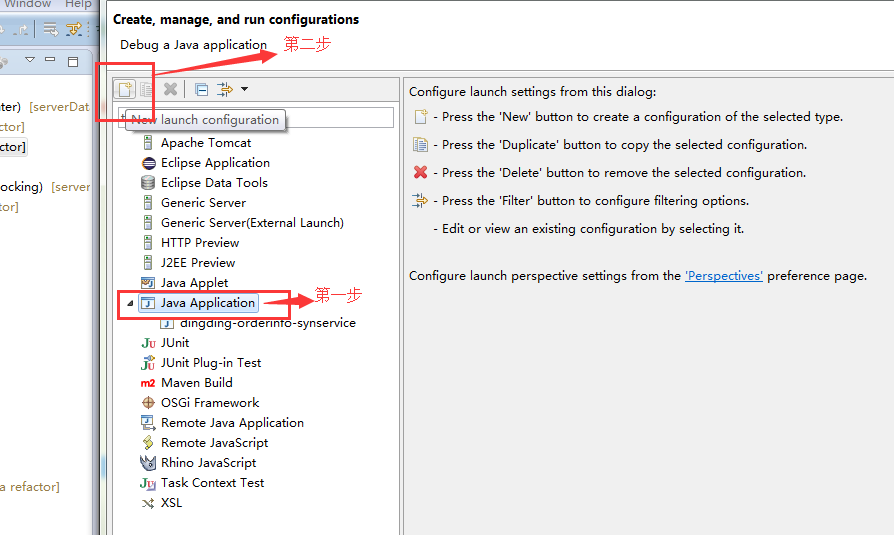 Window Help
Create, manage, and run configurations
Debug a Java application
第二步
New launch configuration
ter) [serverDat
ctor]
actor]
ocking) [server
tor]
a refactor]
Apache Tomcat
Eclipse Application
Eclipse Data Tools
Generic Server
Generic Server(External Launch)
HTTP Preview
J2EE Preview
Java Applet
Java Application
第一步
dingding-orderinfo-synservice
JUnit
JUnit Plug-in Test
Maven Build
OSGi Framework
Remote Java Application
Remote JavaScript
Rhino JavaScript
Task Context Test
XSL
Configure launch settings from this dialog:
- Press the 'New' button to create a configuration of the selected type.
- Press the 'Duplicate' button to copy the selected configuration.
- Press the 'Delete' button to remove the selected configuration.
- Press the 'Filter' button to configure filtering options.
- Edit or view an existing configuration by selecting it.
Configure launch perspective settings from the 'Perspectives' preference page.